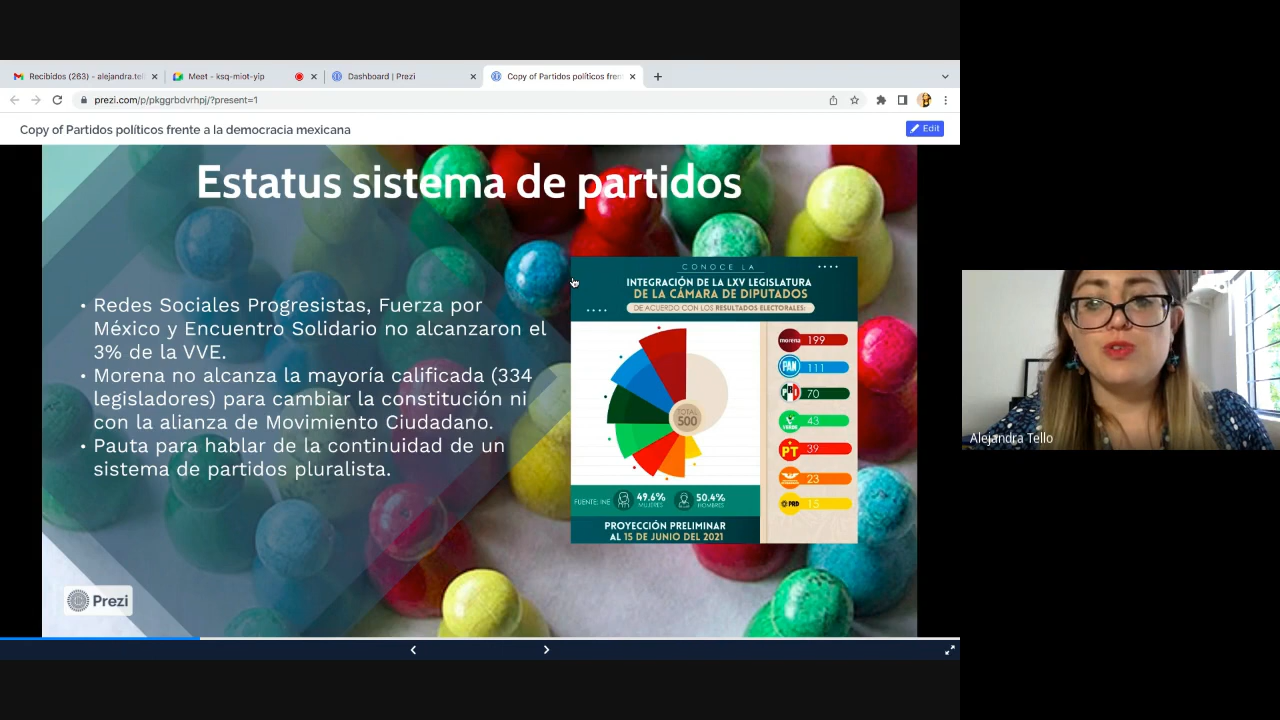 Recibidos (263) - alejandra.tel
Meet - ksq-miot-yip
Dashboard | Prezi
Copy of Partidos políticos fren
prezi.com/p/pkggrbdvrhpj/?present=1
Copy of Partidos políticos frente a la democracia mexicana
Edit
Estatus sistema de partidos
• Redes Sociales Progresistas, Fuerza por
México y Encuentro Solidario no alcanzaron el
3% de la VVE.
• Morena no alcanza la mayoría calificada (334
legisladores) para cambiar la constitución ni
con la alianza de Movimiento Ciudadano.
• Pauta para hablar de la continuidad de un
sistema de partidos pluralista.
CONOCE LA
INTEGRACIÓN DE LA LXV LEGISLATURA
DE LA CÁMARA DE DIPUTADOS
DE ACUERDO CON LOS RESULTADOS ELECTORALES:
TOTAL
500
morena 199
PAN 111
PRI 70
VERDE 43
PT 39
23
PRD 15
FUENTE: INE
49.6%
MUJERES
50.4%
HOMBRES
PROYECCIÓN PRELIMINAR
AL 15 DE JUNIO DEL 2021
Prezi
Alejandra Tello